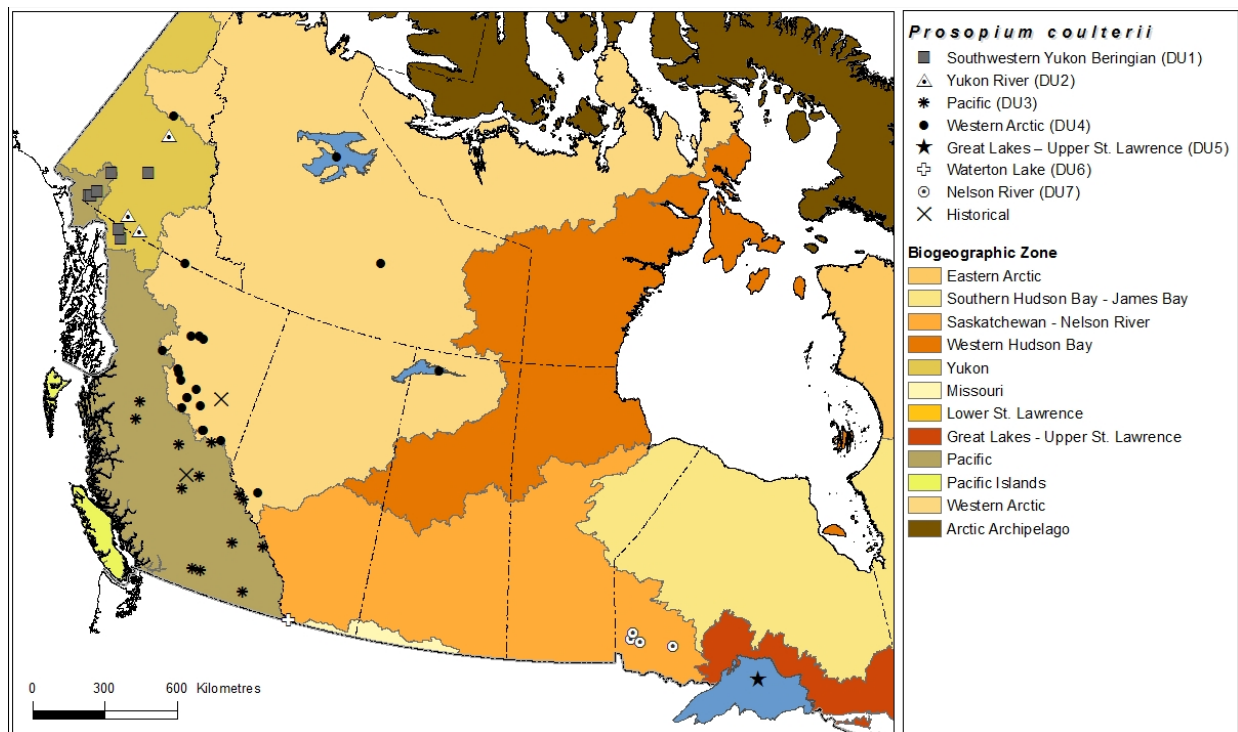 Prosopium coulterii
Southwestern Yukon Beringian (DU1)
Yukon River (DU2)
Pacific (DU3)
Western Arctic (DU4)
Great Lakes – Upper St. Lawrence (DU5)
Waterton Lake (DU6)
Nelson River (DU7)
Historical
Biogeographic Zone
Eastern Arctic
Southern Hudson Bay - James Bay
Saskatchewan - Nelson River
Western Hudson Bay
Yukon
Missouri
Lower St. Lawrence
Great Lakes - Upper St. Lawrence
Pacific
Pacific Islands
Western Arctic
Arctic Archipelago
0 300 600 Kilometres